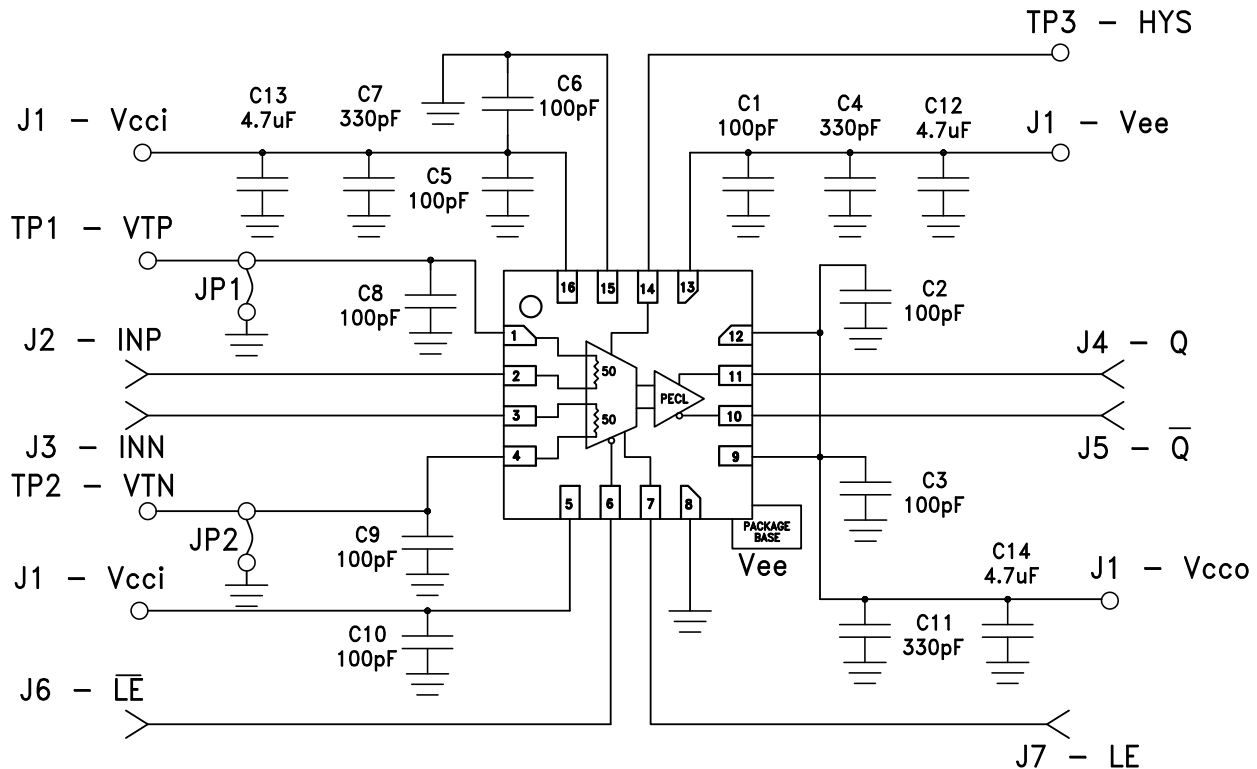 TP3 - HYS
C6
100pF
C13
4.7uF
C7
330pF
C1
100pF
C4
330pF
C12
4.7uF
J1 - Vcci
J1 - Vee
C5
100pF
TP1 - VTP
JP1
C8
100pF
16
15
14
13
C2
100pF
J2 - INP
1
12
J4 - Q
2
50
PECL
11
3
50
10
J3 - INN
J5 - Q̅
4
9
TP2 - VTN
C3
100pF
5
6
7
8
JP2
C9
100pF
PACKAGE
BASE
Vee
C14
4.7uF
J1 - Vcci
J1 - Vcco
C10
100pF
C11
330pF
J6 - L̅E̅
J7 - LE